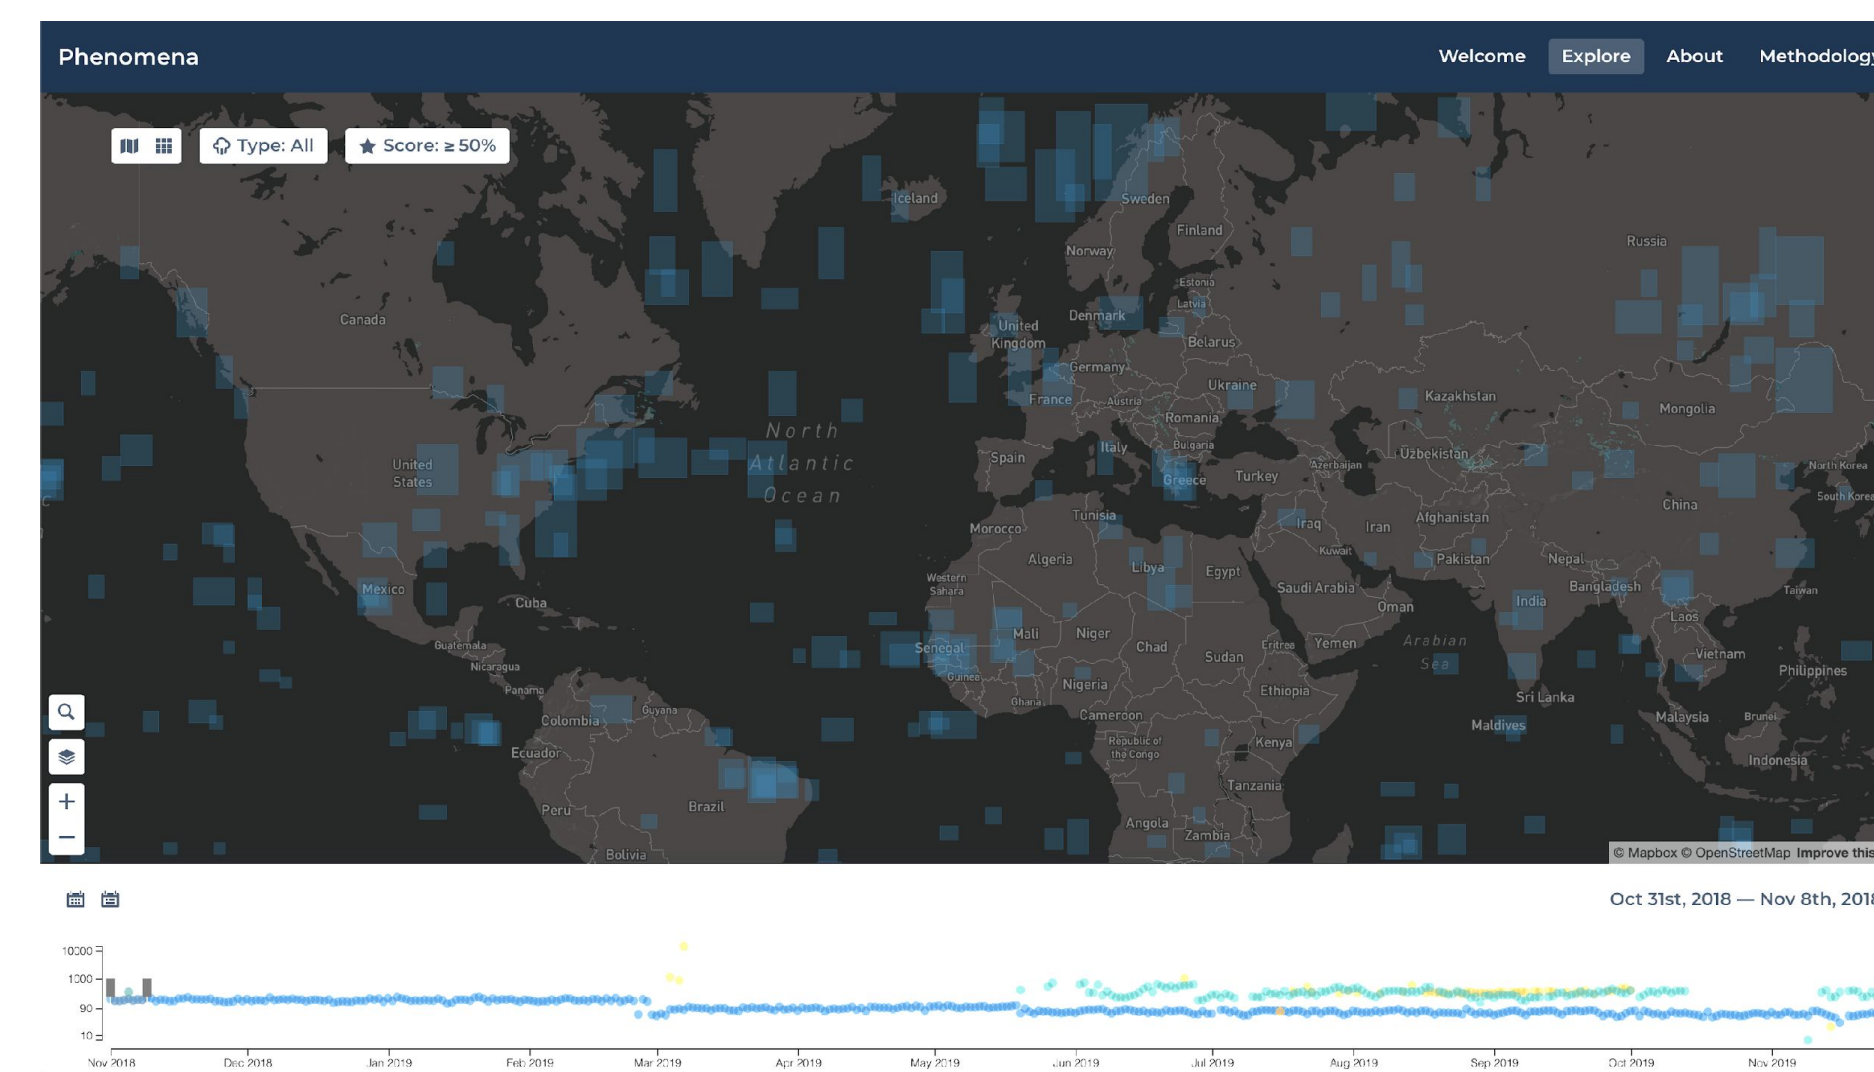 Phenomena
Welcome
Explore
About
Methodology
Type: All
Score: ≥ 50%
Iceland
Sweden
Finland
Russia
Norway
Estonia
Latvia
Canada
Denmark
United
Kingdom
Belarus
Germany
Ukraine
Kazakhstan
France
Austria
Mongolia
Romania
North
Atlantic
Ocean
Italy
Bulgaria
Uzbekistan
United
States
Spain
Azerbaijan
North Korea
Greece
Turkey
South Korea
China
Tunisia
Afghanistan
Morocco
Iraq
Iran
Kuwait
Algeria
Pakistan
Nepal
Libya
Egypt
Western
Sahara
Mexico
Saudi Arabia
Bangladesh
Taiwan
Cuba
India
Oman
Laos
Mali
Niger
Arabian
Sea
Guatemala
Senegal
Chad
Eritrea
Yemen
Sudan
Vietnam
Nicaragua
Guinea
Nigeria
Philippines
Panama
Ethiopia
Sri Lanka
Ghana
Guyana
Colombia
Cameroon
Malaysia
Brunei
Maldives
Republic of
the Congo
Kenya
Ecuador
Indonesia
Tanzania
Peru
Brazil
Angola
Zambia
Bolivia
© Mapbox © OpenStreetMap Improve this
Oct 31st, 2018 — Nov 8th, 2018
10000
1000
90
10
Nov 2018
Dec 2018
Jan 2019
Feb 2019
Mar 2019
Apr 2019
May 2019
Jun 2019
Jul 2019
Aug 2019
Sep 2019
Oct 2019
Nov 2019